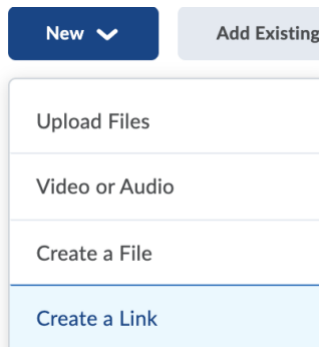 New Add Existing
Upload Files
Video or Audio
Create a File
Create a Link